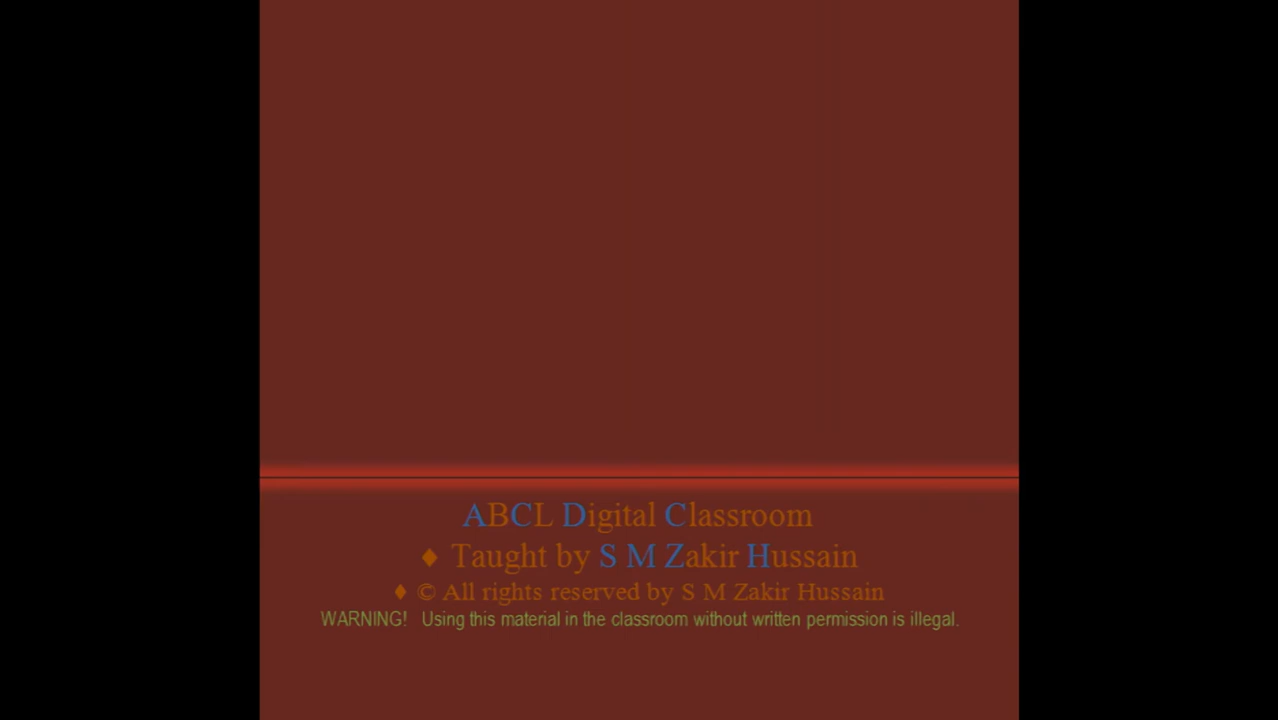 ABCL Digital Classroom
♦ Taught by S M Zakir Hussain
♦ © All rights reserved by S M Zakir Hussain
WARNING! Using this material in the classroom without written permission is illegal.